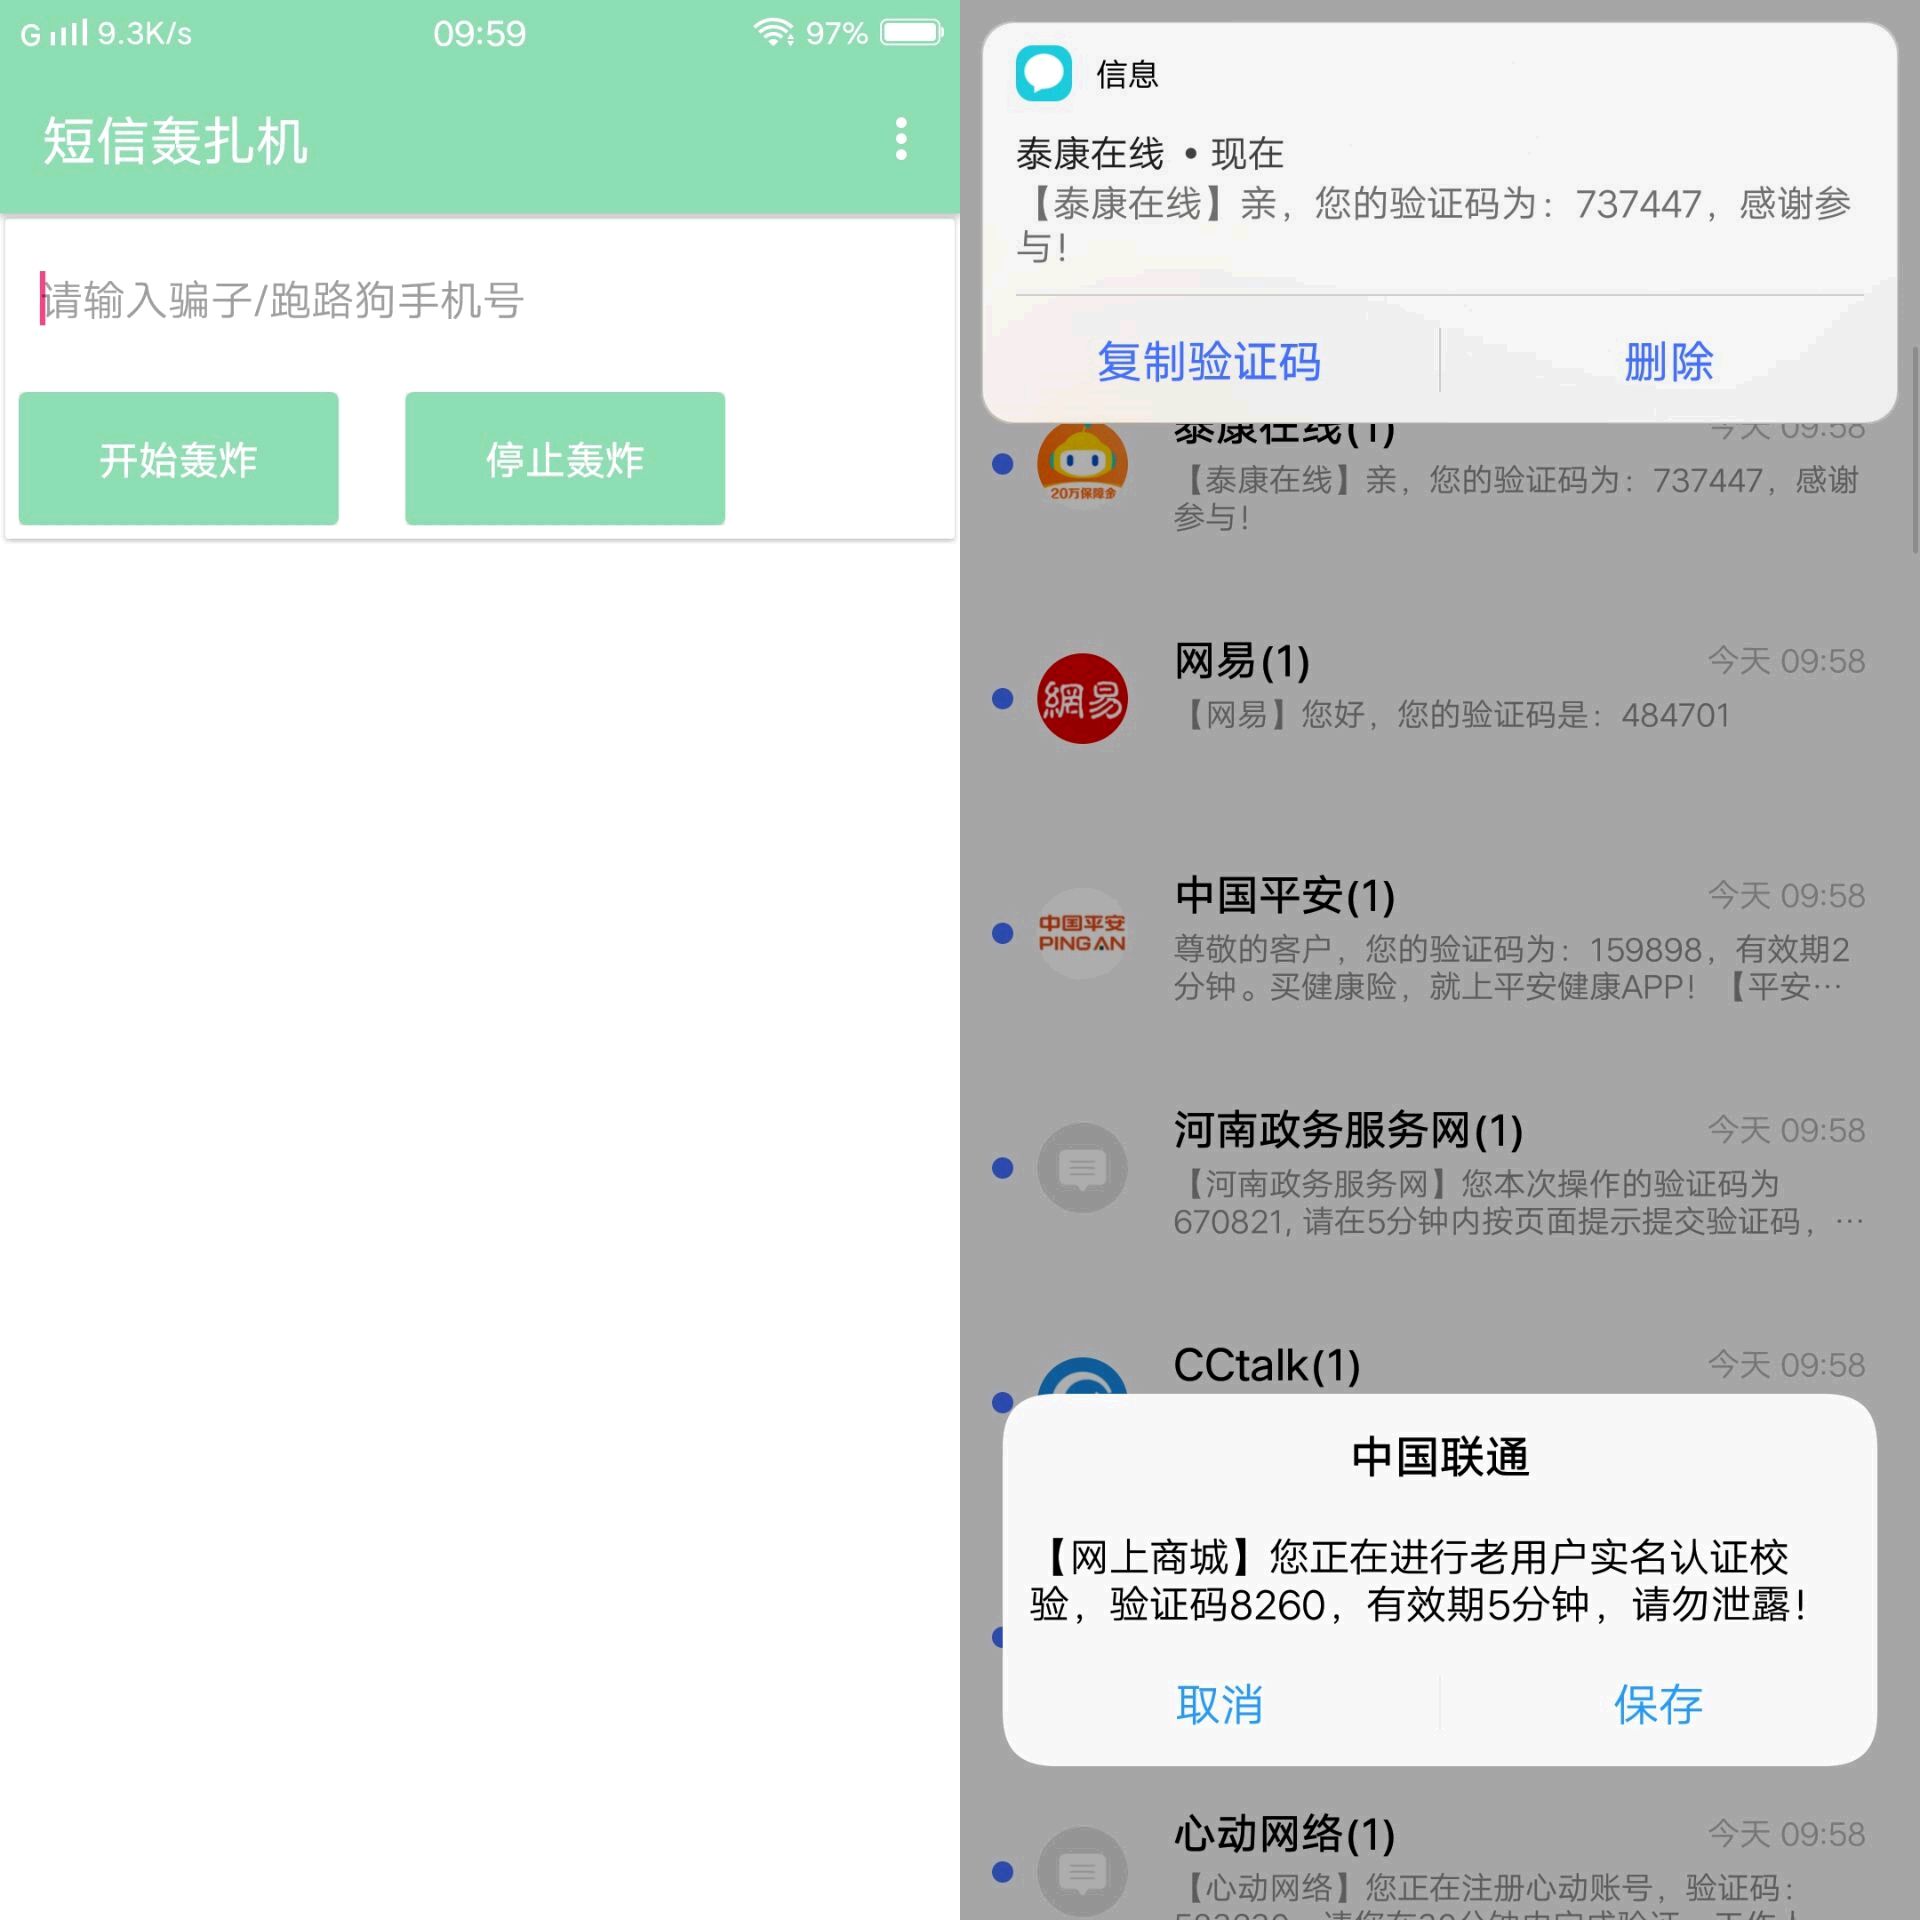 G 9.3K/s 09:59 97%
短信轰扎机
请输入骗子/跑路狗手机号
开始轰炸 停止轰炸
信息
泰康在线 • 现在
【泰康在线】亲，您的验证码为：737447，感谢参
与！
复制验证码 删除
泰康在线(1) 今天 09:58
20万保障金
【泰康在线】亲，您的验证码为：737447，感谢
参与！
网易(1) 今天 09:58
網易
【网易】您好，您的验证码是：484701
中国平安(1) 今天 09:58
中国平安
PING AN
尊敬的客户，您的验证码为：159898，有效期2
分钟。买健康险，就上平安健康APP！【平安…
河南政务服务网(1) 今天 09:58
【河南政务服务网】您本次操作的验证码为
670821, 请在5分钟内按页面提示提交验证码，…
CCtalk(1) 今天 09:58
中国联通
【网上商城】您正在进行老用户实名认证校
验，验证码8260，有效期5分钟，请勿泄露！
取消 保存
心动网络(1) 今天 09:58
【心动网络】您正在注册心动账号，验证码：